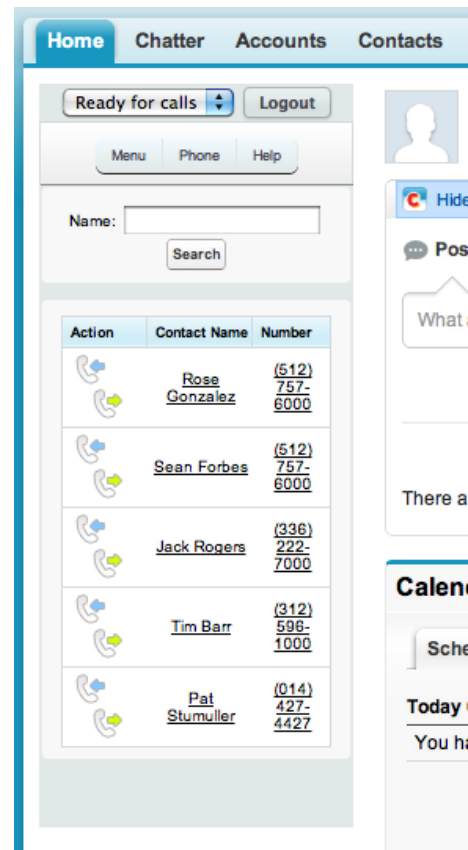 Home Chatter Accounts Contacts
Ready for calls Logout
Menu Phone Help
Name:
Search
Action Contact Name Number
Rose
Gonzalez
(512)
757-
6000
Sean Forbes
(512)
757-
6000
Jack Rogers
(336)
222-
7000
Tim Barr
(312)
596-
1000
Pat
Stumuller
(014)
427-
4427
C Hide
Pos
What a
There a
Calen
Sche
Today
You ha